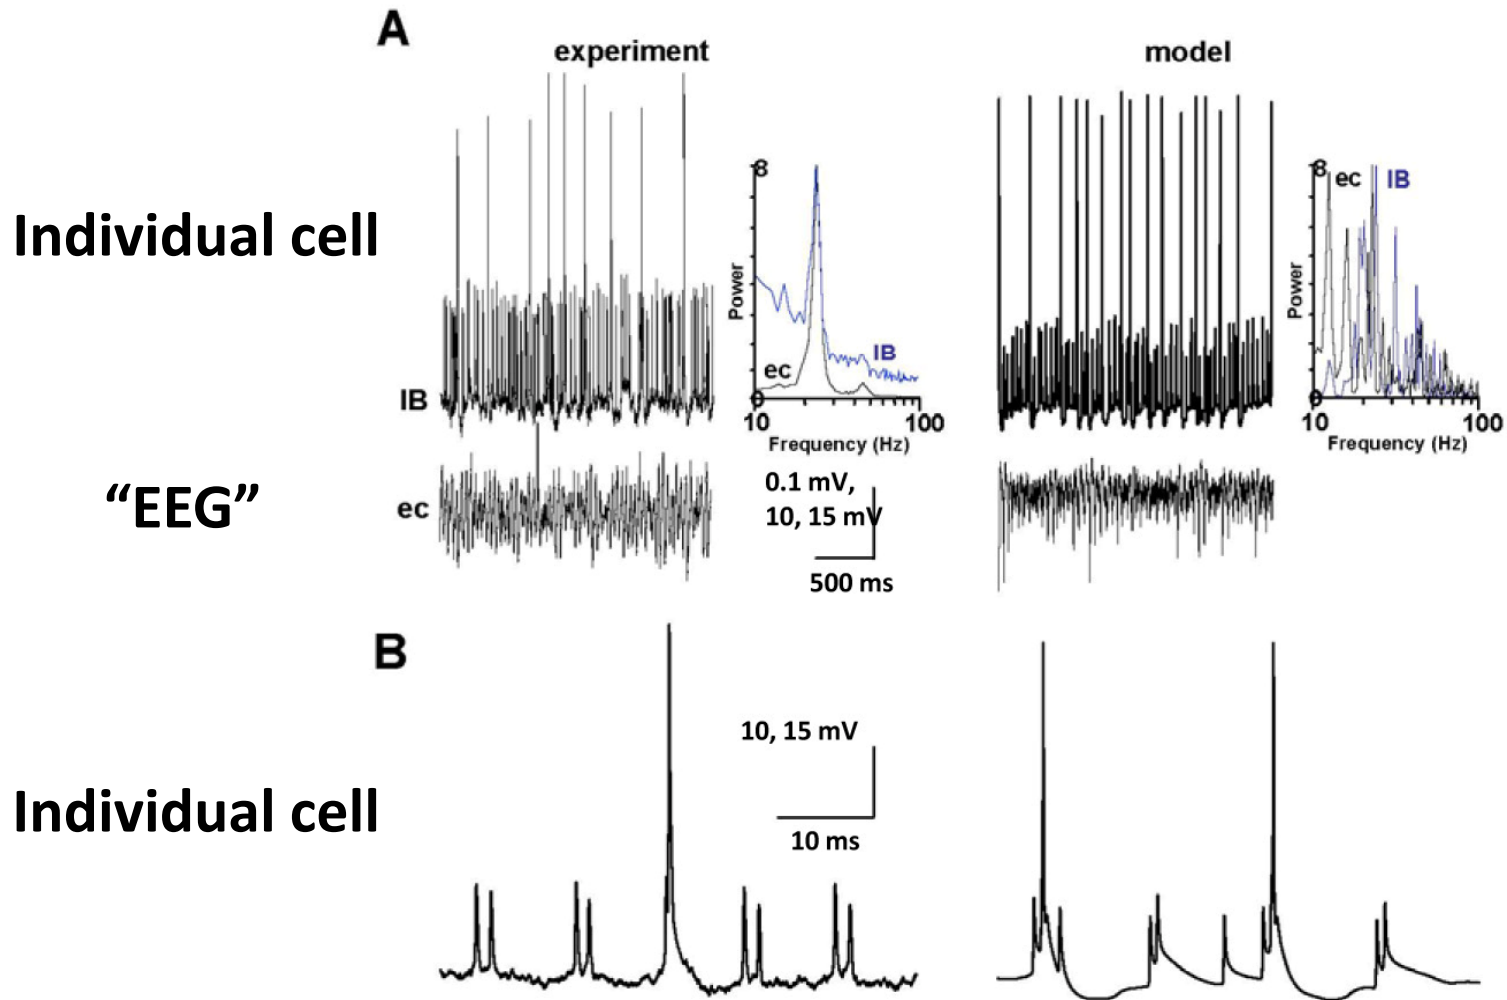 A
experiment
model
Individual cell
8
Power
IB
ec
0
10
100
Frequency (Hz)
8
ec
IB
Power
0
10
100
Frequency (Hz)
IB
“EEG”
ec
0.1 mV,
10, 15 mV
500 ms
B
10, 15 mV
10 ms
Individual cell